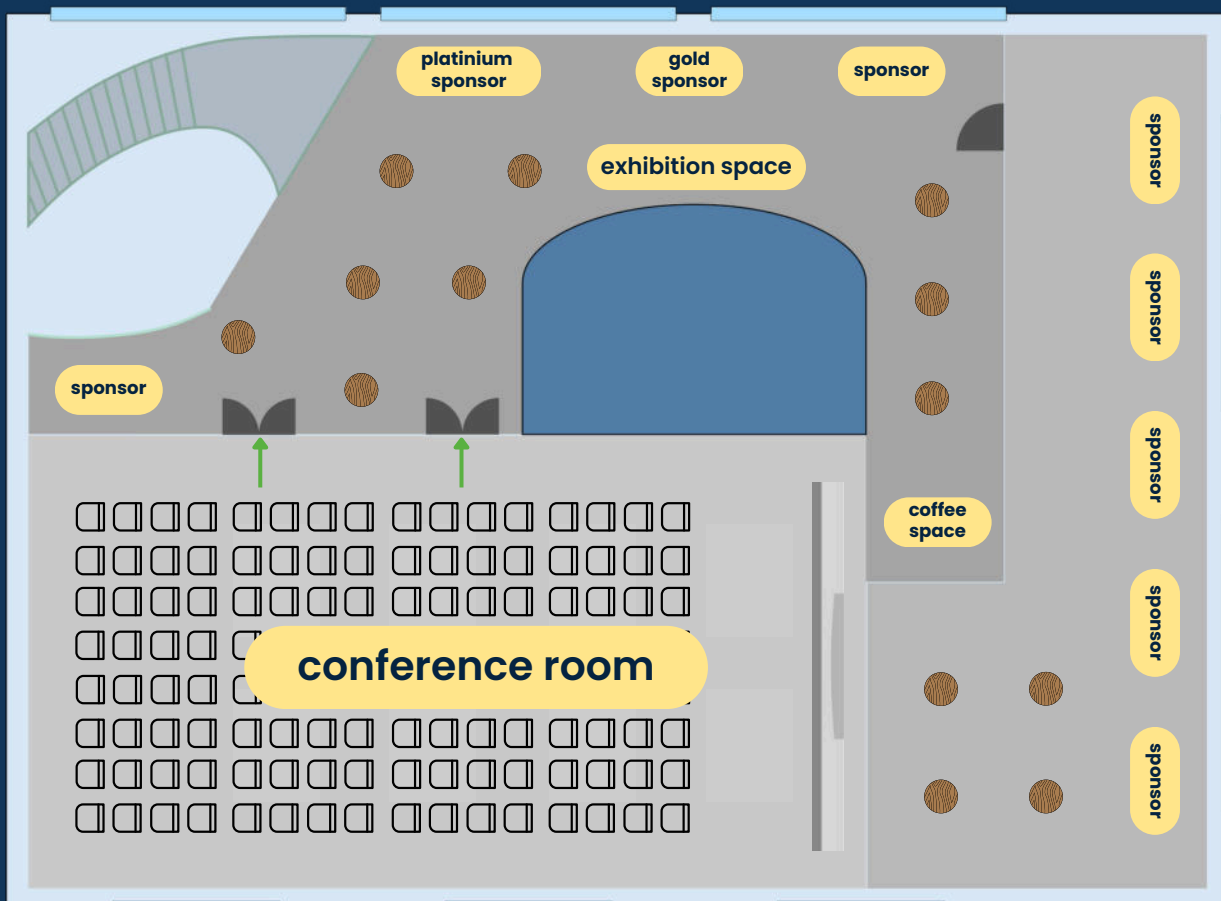 platinium
sponsor
gold
sponsor
sponsor
exhibition space
sponsor
sponsor
sponsor
sponsor
coffee
space
sponsor
conference room
sponsor